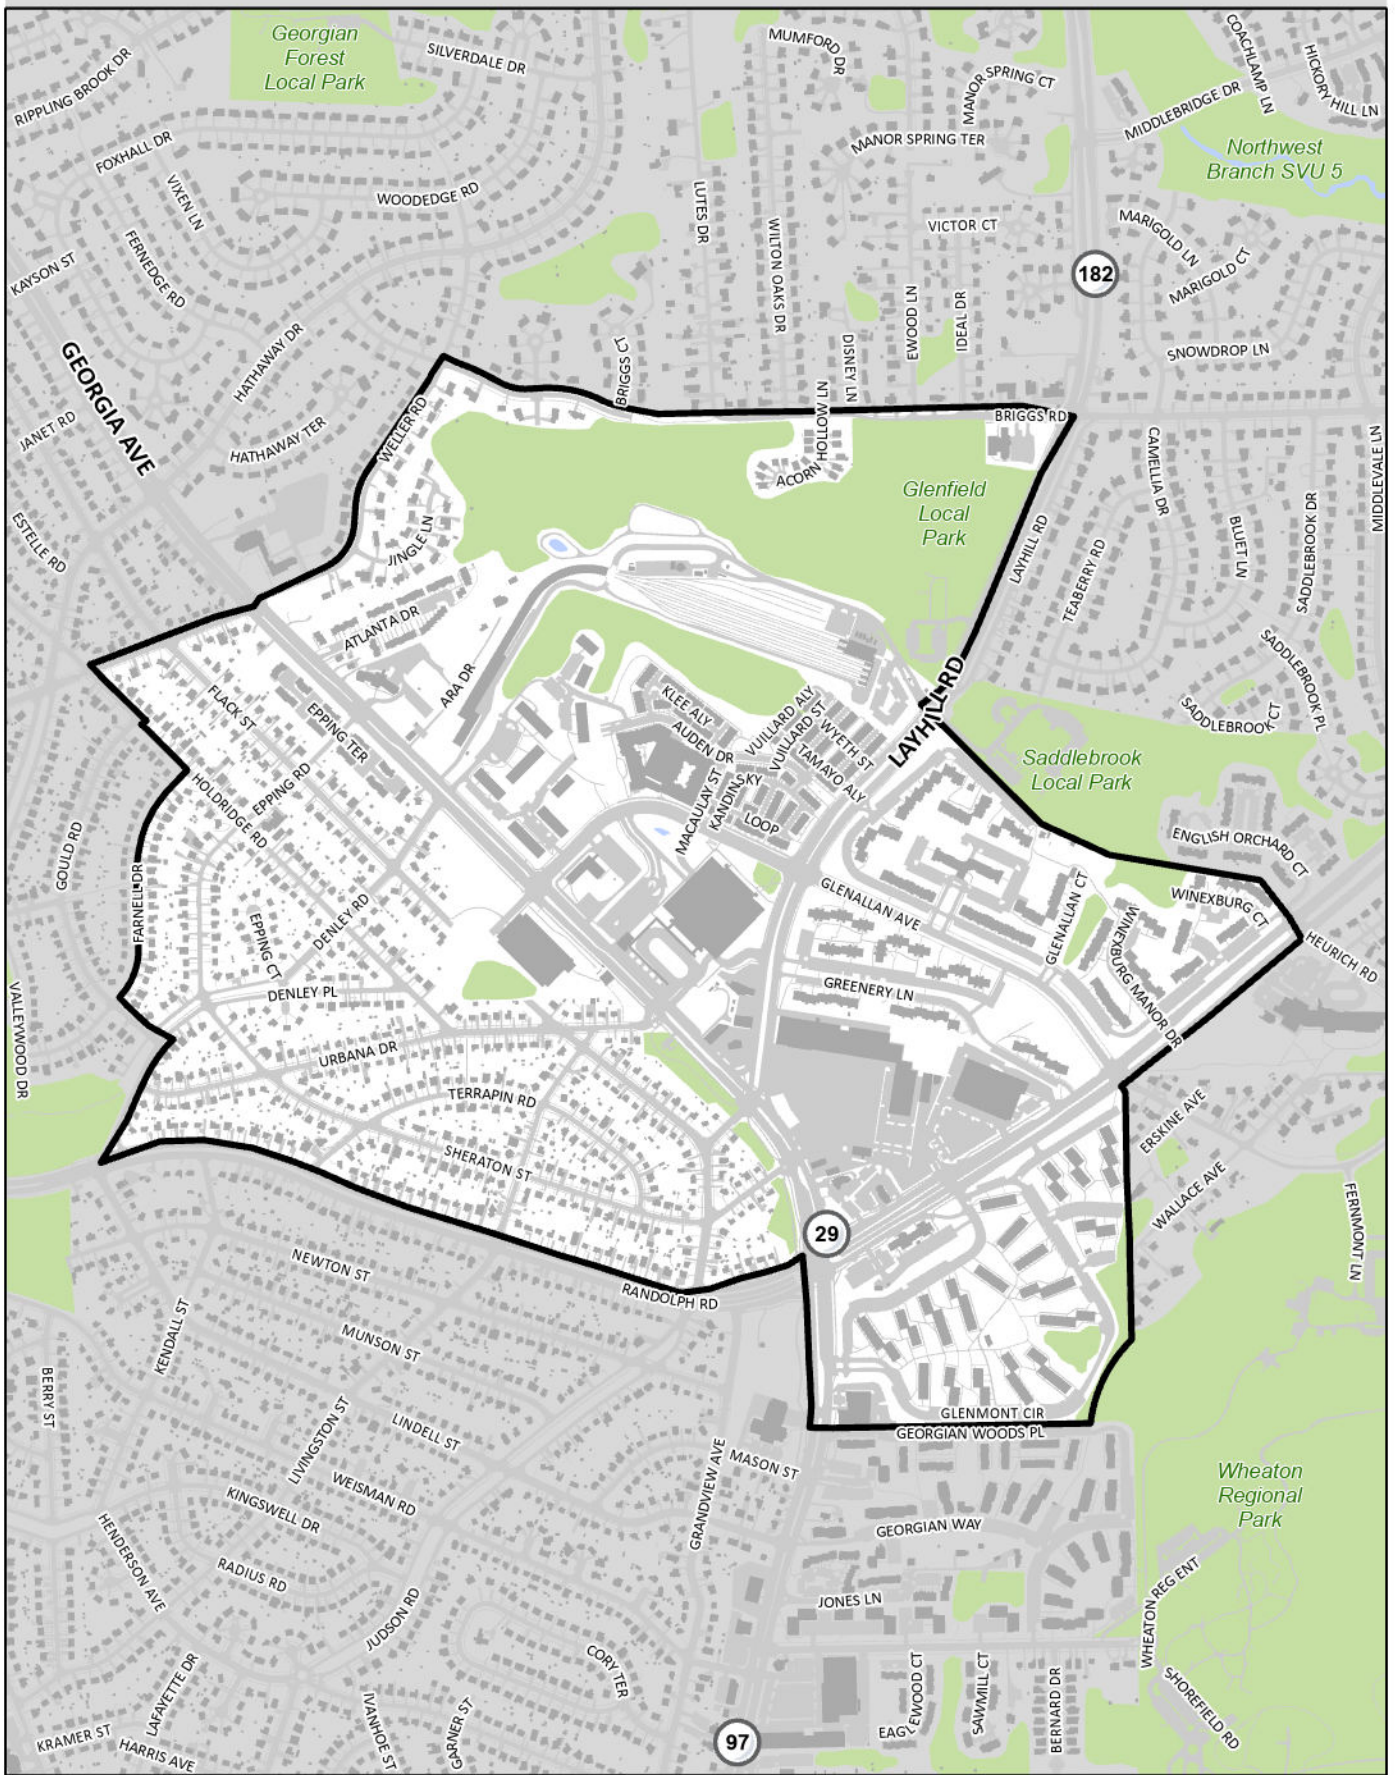 Georgian
Forest
Local Park
SILVERDALE DR
MUMFORD DR
MANOR SPRING CT
COACHLAMP LN
HICKORY HILL LN
RIPPLING BROOK DR
MIDDLEBRIDGE DR
FOXHALL DR
MANOR SPRING TER
Northwest
Branch SVU 5
VIXEN LN
WOODEDGE RD
LUTES DR
WILTON OAKS DR
VICTOR CT
MARIGOLD LN
MARIGOLD CT
KAYSON ST
FERNEDGE RD
182
HATHAWAY DR
BRIGGS CT
DISNEY LN
EWOOD LN
IDEAL DR
SNOWDROP LN
GEORGIA AVE
JANET RD
HATHAWAY TER
WELLER RD
ACORN HOLLOW LN
BRIGGS RD
CAMELLIA DR
MIDDLEVALE LN
Glenfield
Local
Park
ESTELLE RD
JINGLE LN
LAYHILL RD
TEABERRY RD
BLUET LN
SADDLEBROOK DR
ATLANTA DR
ARA DR
FLACK ST
EPPING TER
KLEE ALY
AUDEN DR
VUILLARD ALY
VUILLARD ST
WYETH ST
TAMAYO ALY
LAYHILL RD
SADDLEBROOK CT
SADDLEBROOK PL
Saddlebrook
Local Park
HOLDRIDGE RD
EPPING RD
MACAULAY ST
KANDINSKY
LOOP
GOULD RD
FARNELL DR
ENGLISH ORCHARD CT
EPPING CT
DENLEY RD
GLENALLAN AVE
GLENALLAN CT
WINEXBURG MANOR DR
WINEXBURG CT
HEURICH RD
DENLEY PL
GREENERY LN
VALLEYWOOD DR
URBANA DR
TERRAPIN RD
SHERATON ST
ERSKINE AVE
WALLACE AVE
FERNMONT LN
29
NEWTON ST
RANDOLPH RD
KENDALL ST
MUNSON ST
BERRY ST
LIVINGSTON ST
LINDELL ST
GLENMONT CIR
GEORGIAN WOODS PL
WEISMAN RD
GRANDVIEW AVE
MASON ST
Wheaton
Regional
Park
KINGSWELL DR
HENDERSON AVE
GEORGIAN WAY
RADIUS RD
JUDSON RD
JONES LN
WHEATON REG ENT
CORY TER
LAFAYETTE DR
IVANHOE ST
GARNER ST
EAGLEWOOD CT
SAWMILL CT
BERNARD DR
SHOREFIELD RD
KRAMER ST
HARRIS AVE
97